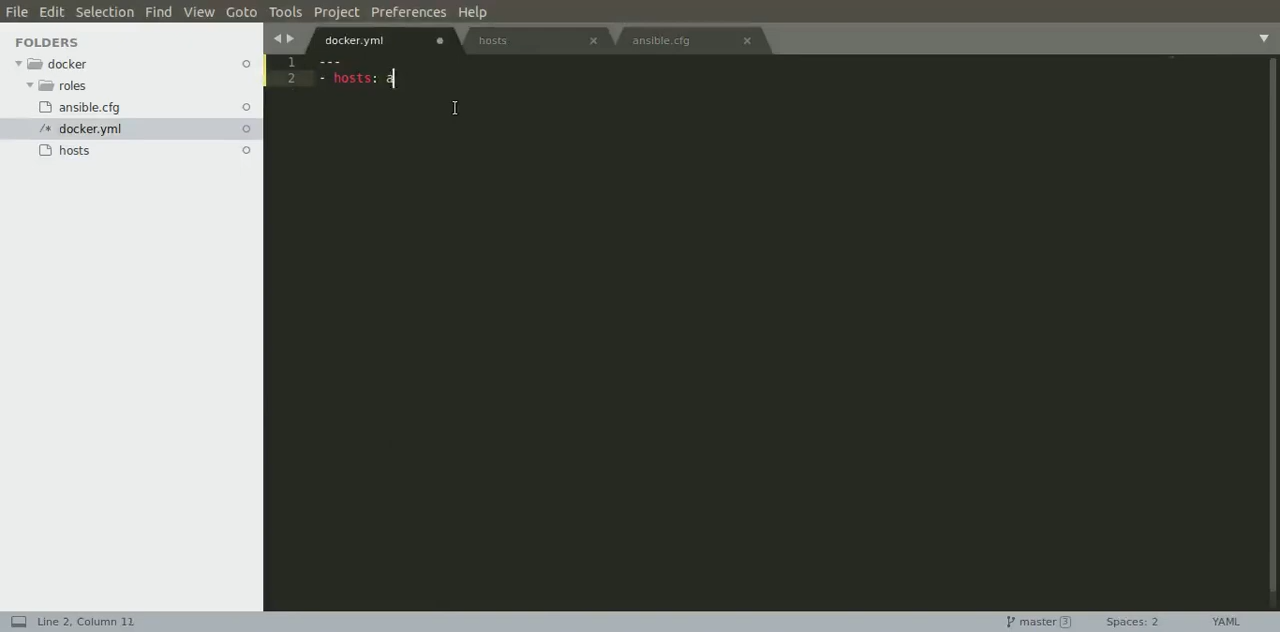 File Edit Selection Find View Goto Tools Project Preferences Help
FOLDERS
docker
roles
ansible.cfg
/* docker.yml
hosts
docker.yml hosts ansible.cfg
1 ---
2 - hosts: a
Line 2, Column 11 master 3 Spaces: 2 YAML